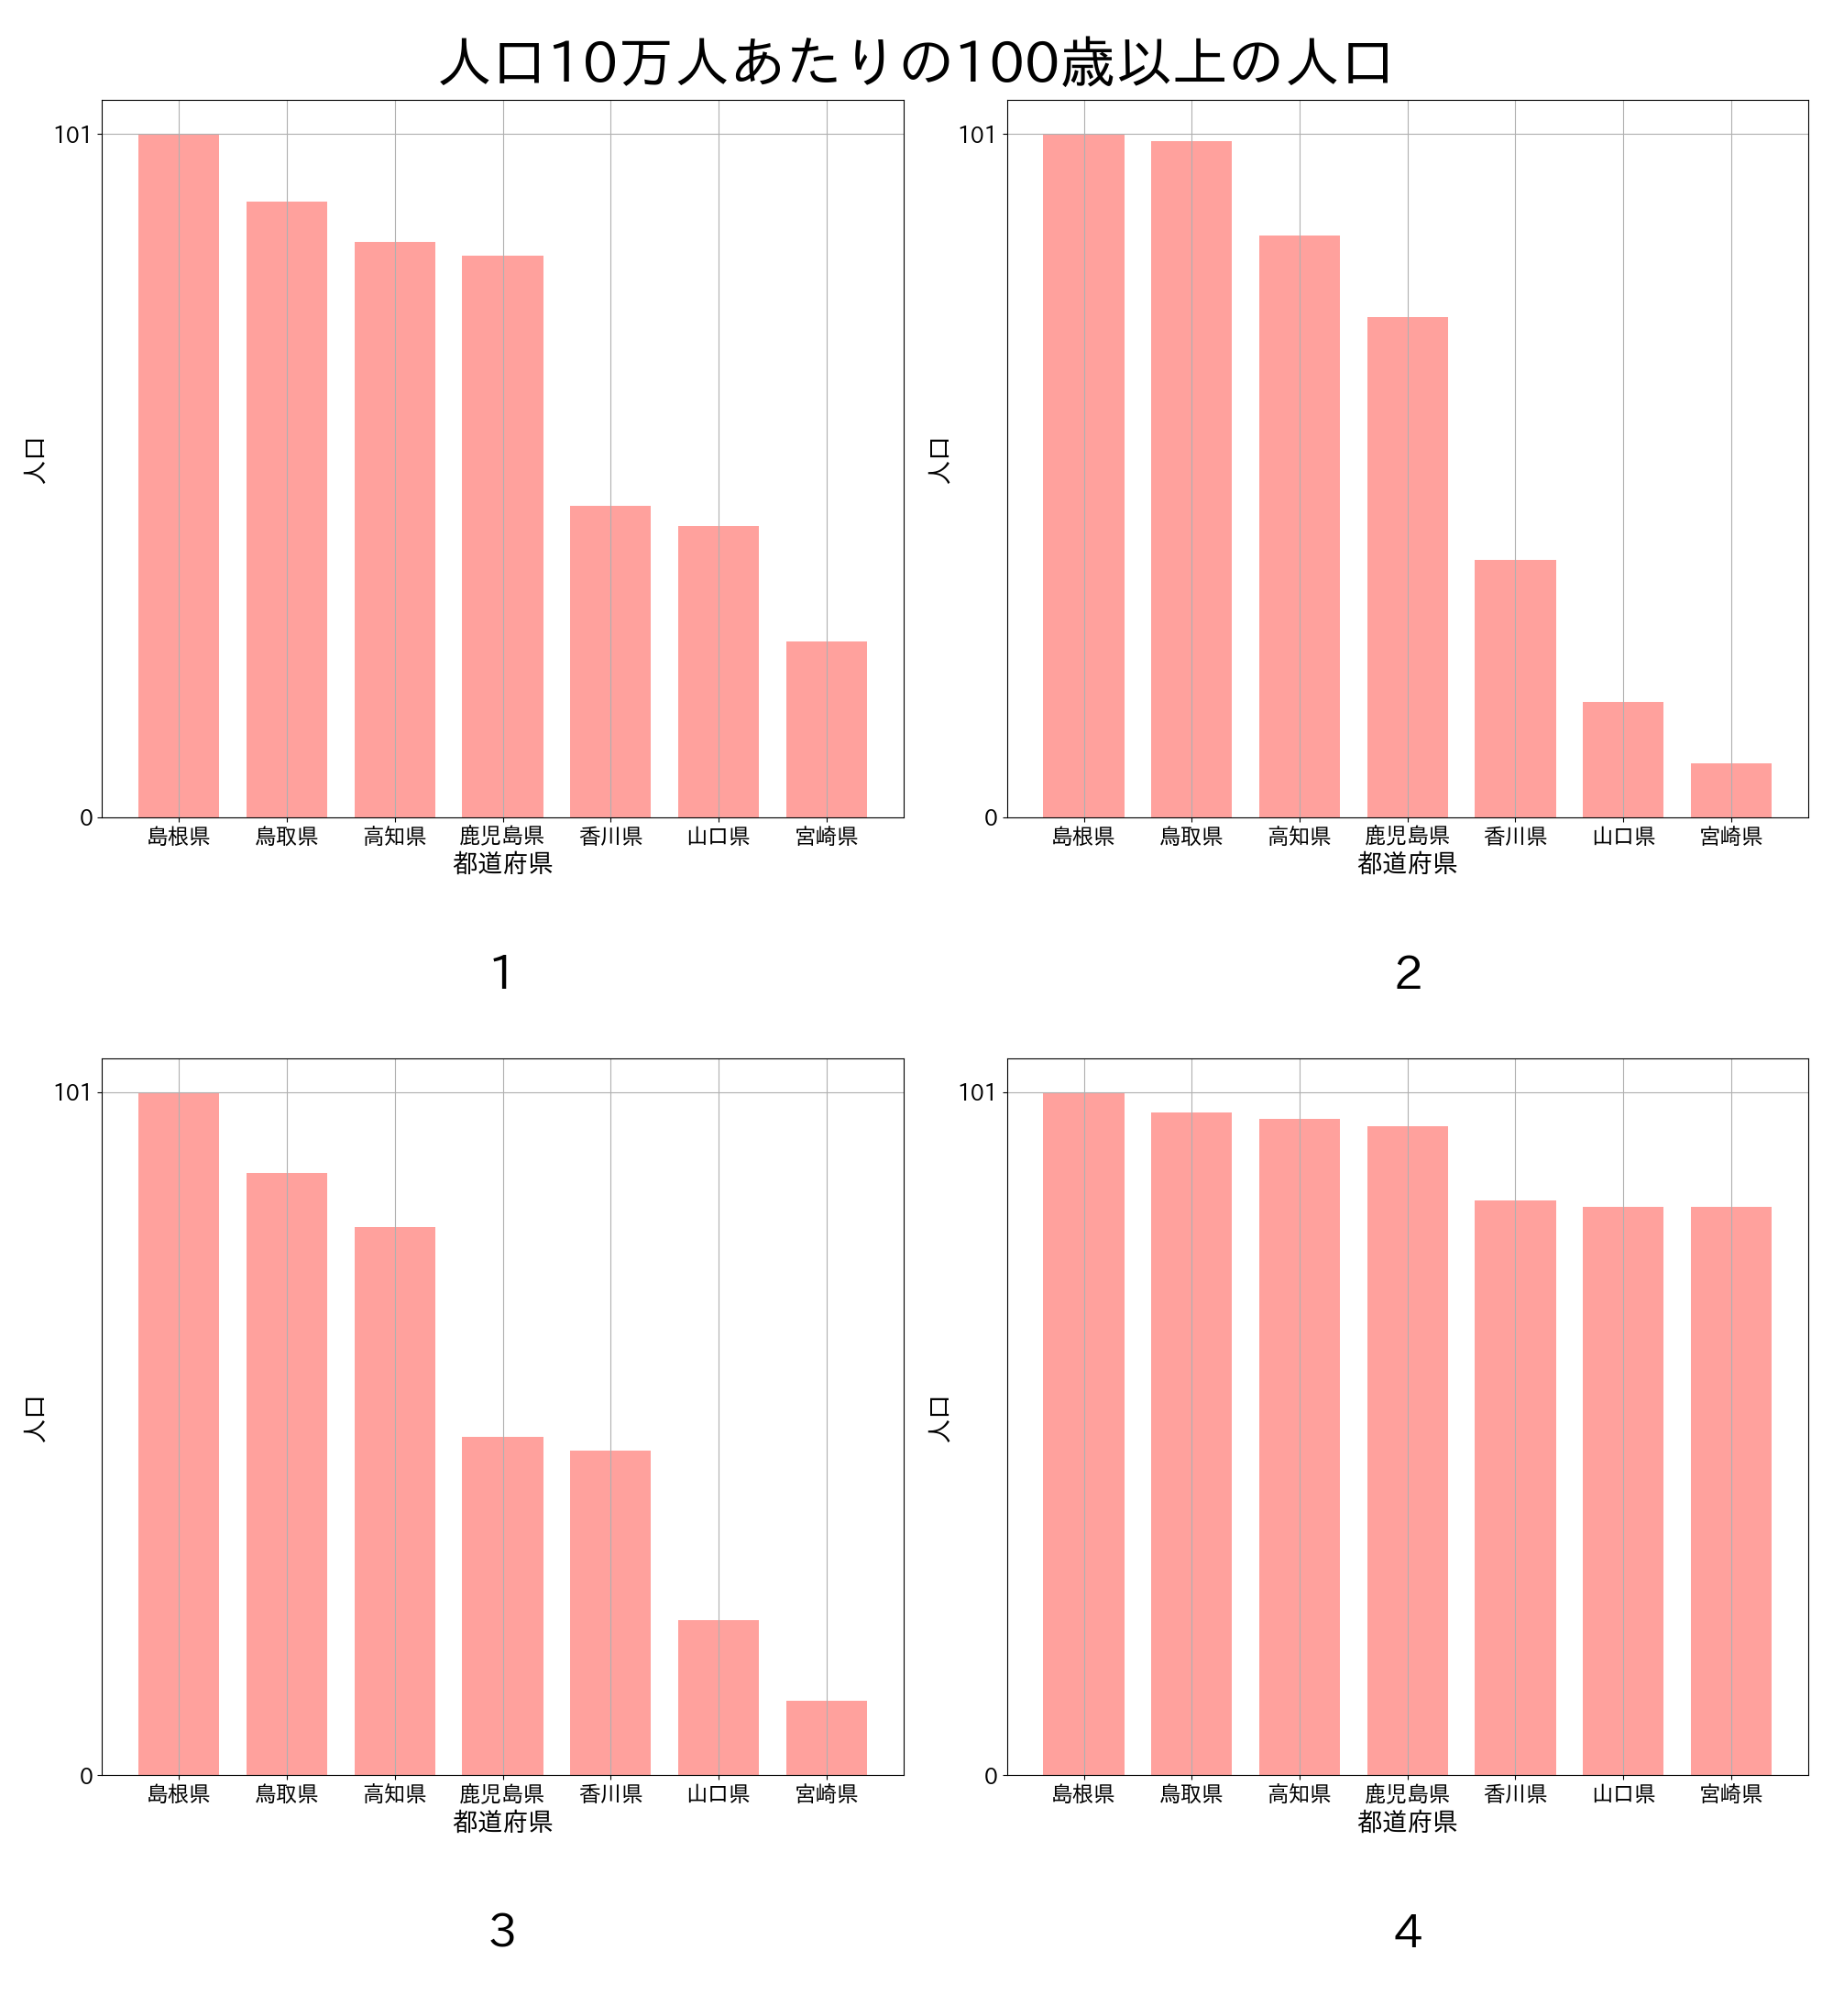 人口10万人あたりの100歳以上の人口
人口
101
0
島根県 鳥取県 高知県 鹿児島県 香川県 山口県 宮崎県
都道府県
1
人口
101
0
島根県 鳥取県 高知県 鹿児島県 香川県 山口県 宮崎県
都道府県
2
人口
101
0
島根県 鳥取県 高知県 鹿児島県 香川県 山口県 宮崎県
都道府県
3
人口
101
0
島根県 鳥取県 高知県 鹿児島県 香川県 山口県 宮崎県
都道府県
4